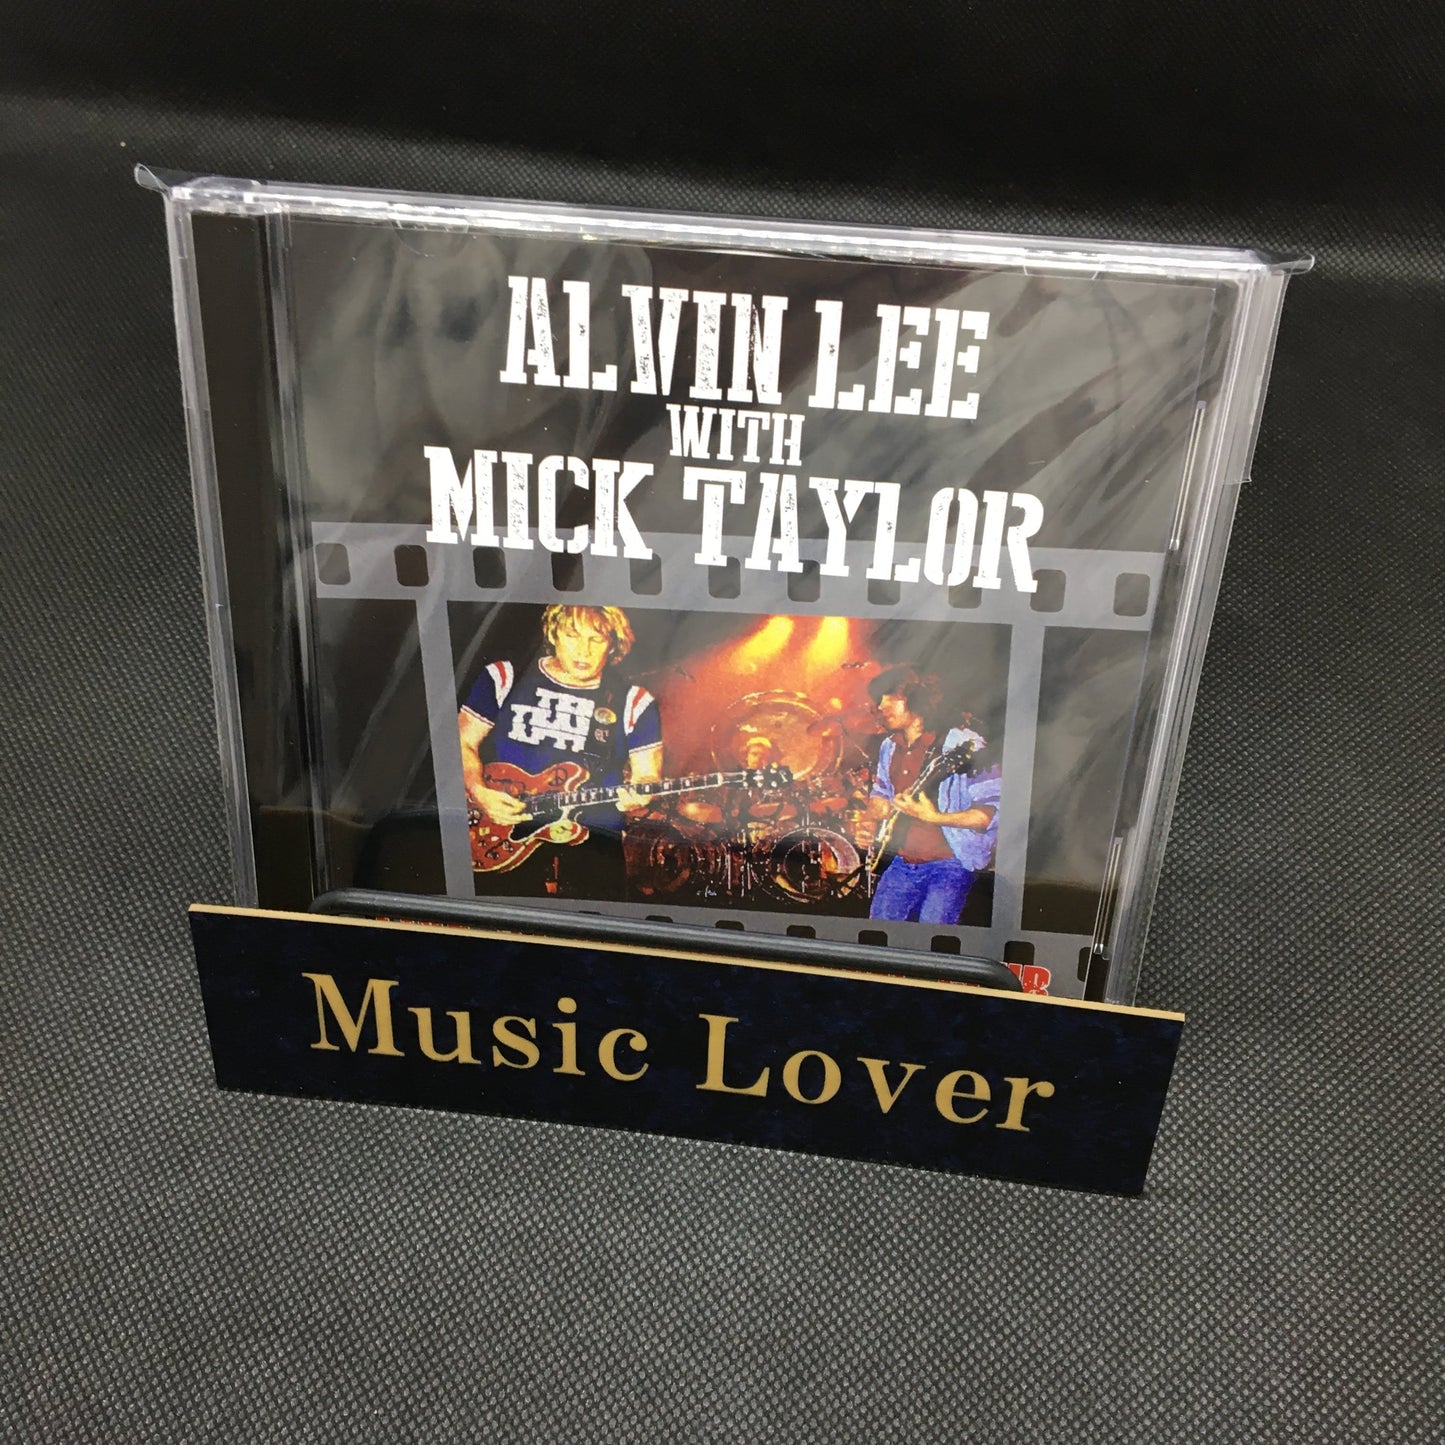 ALVIN LEE
WITH
MICK TAYLOR
Music Lover